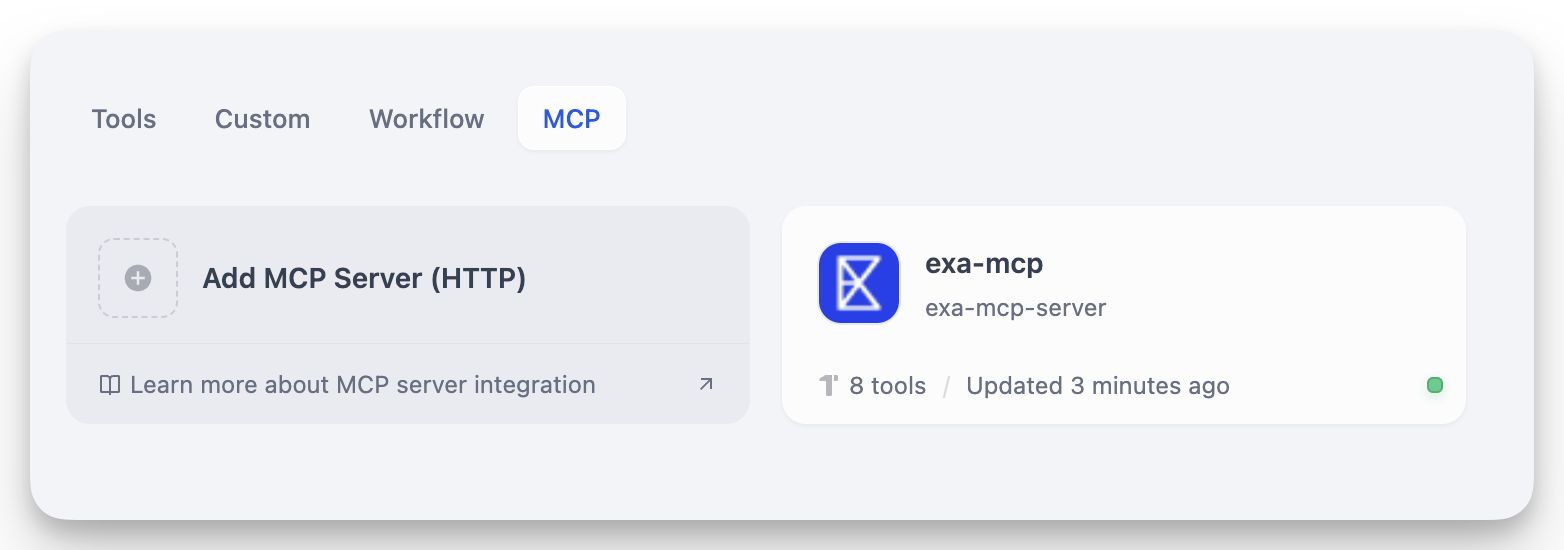 Tools
Custom
Workflow
MCP
Add MCP Server (HTTP)
Learn more about MCP server integration
exa-mcp
exa-mcp-server
8 tools / Updated 3 minutes ago